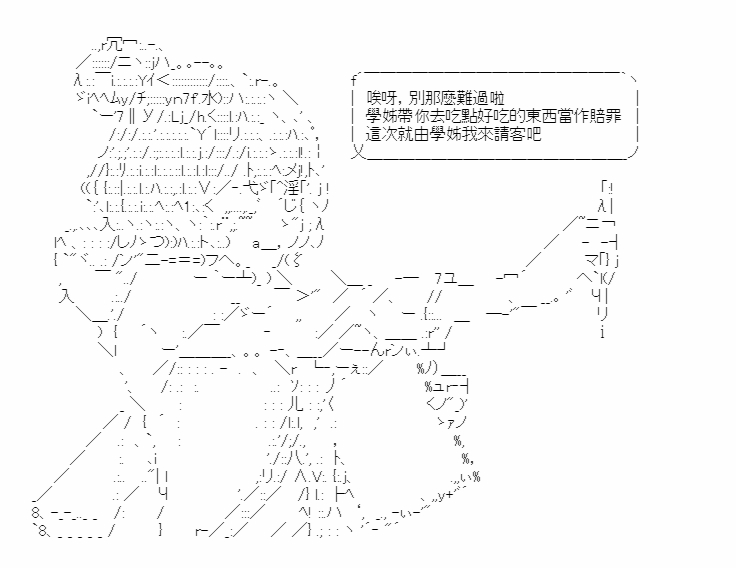 唉呀，別那麼難過啦
學姊帶你去吃點好吃的東西當作賠罪
這次就由學姊我來請客吧